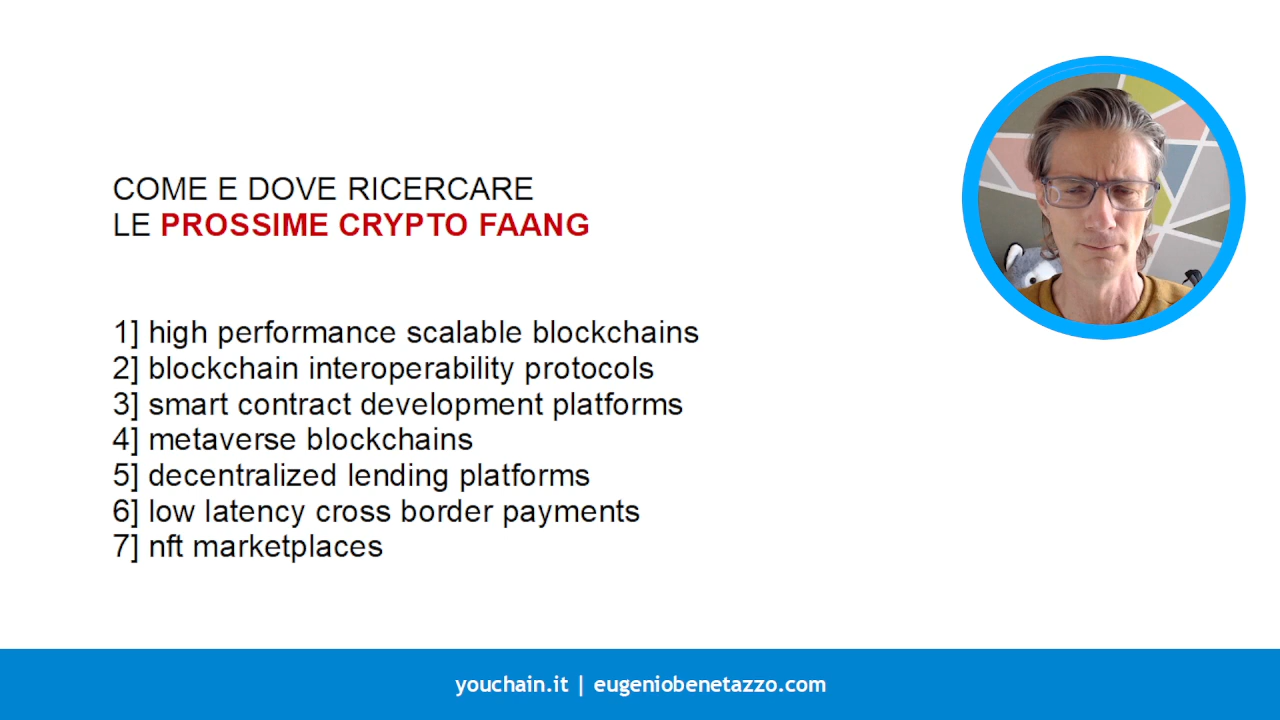 COME E DOVE RICERCARE
LE PROSSIME CRYPTO FAANG
1] high performance scalable blockchains
2] blockchain interoperability protocols
3] smart contract development platforms
4] metaverse blockchains
5] decentralized lending platforms
6] low latency cross border payments
7] nft marketplaces
youchain.it | eugeniobenetazzo.com